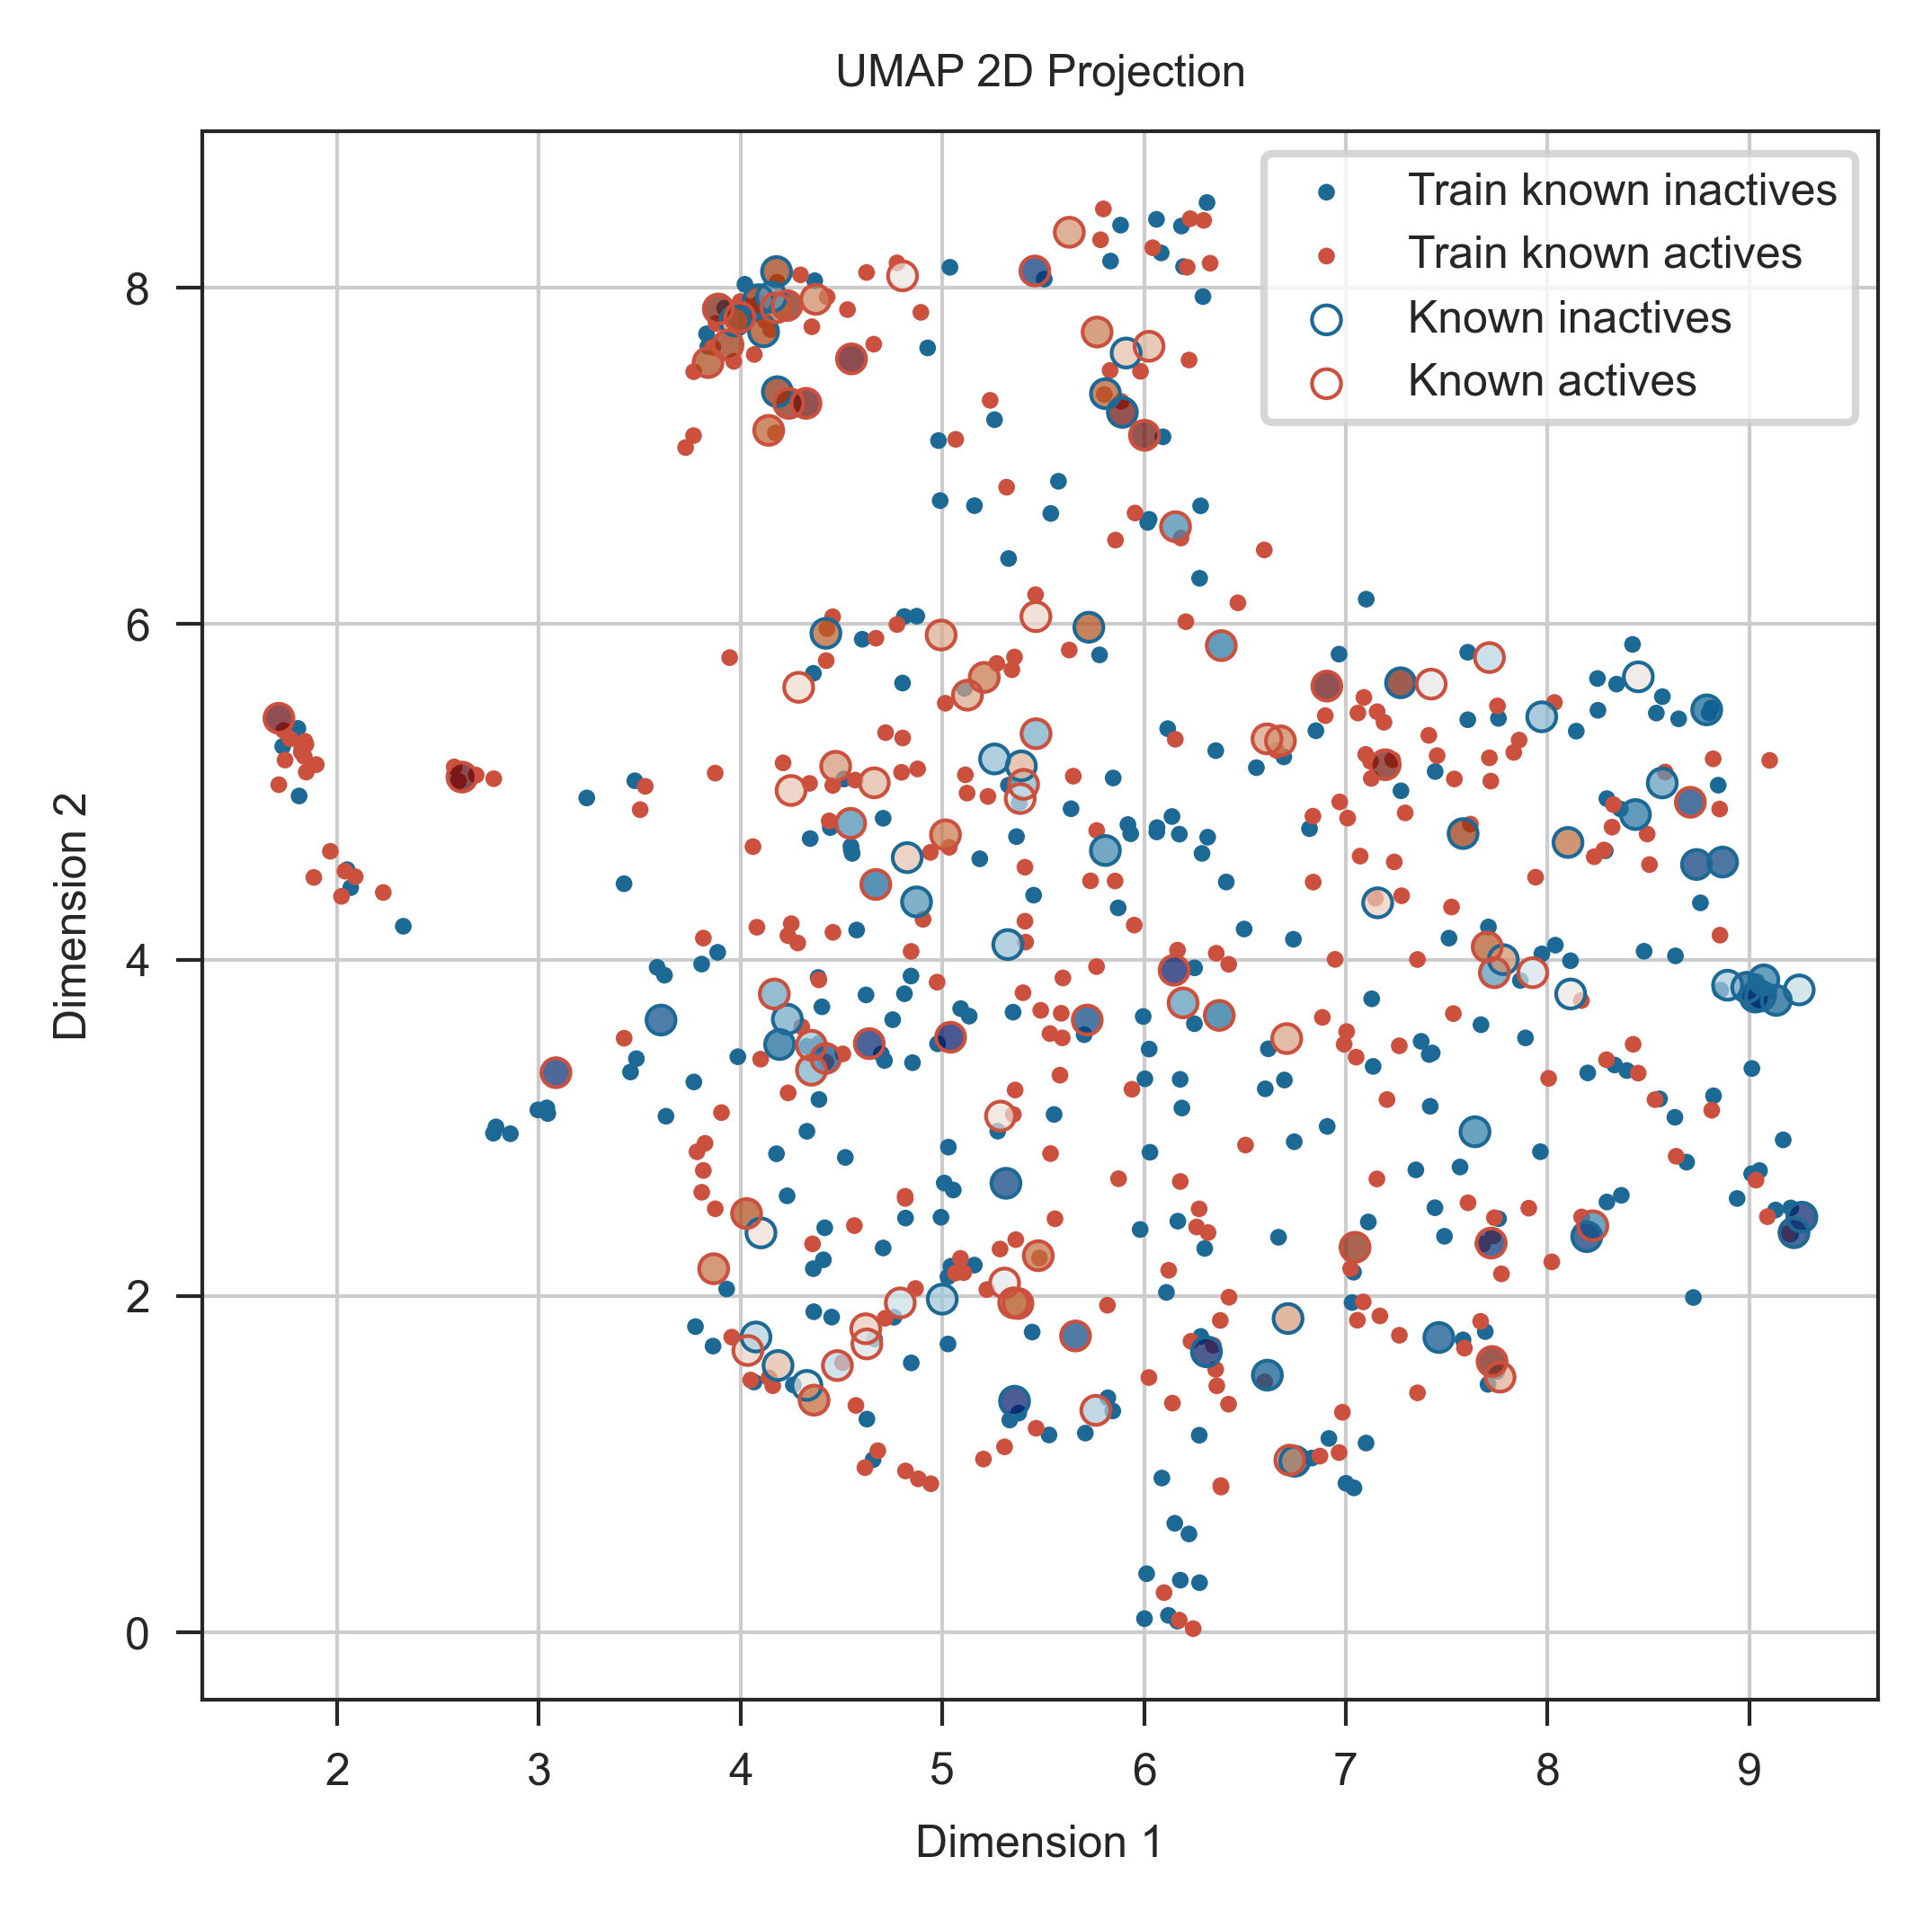 UMAP 2D Projection
Train known inactives
Train known actives
Known inactives
Known actives
8
6
4
2
0
Dimension 2
2 3 4 5 6 7 8 9
Dimension 1